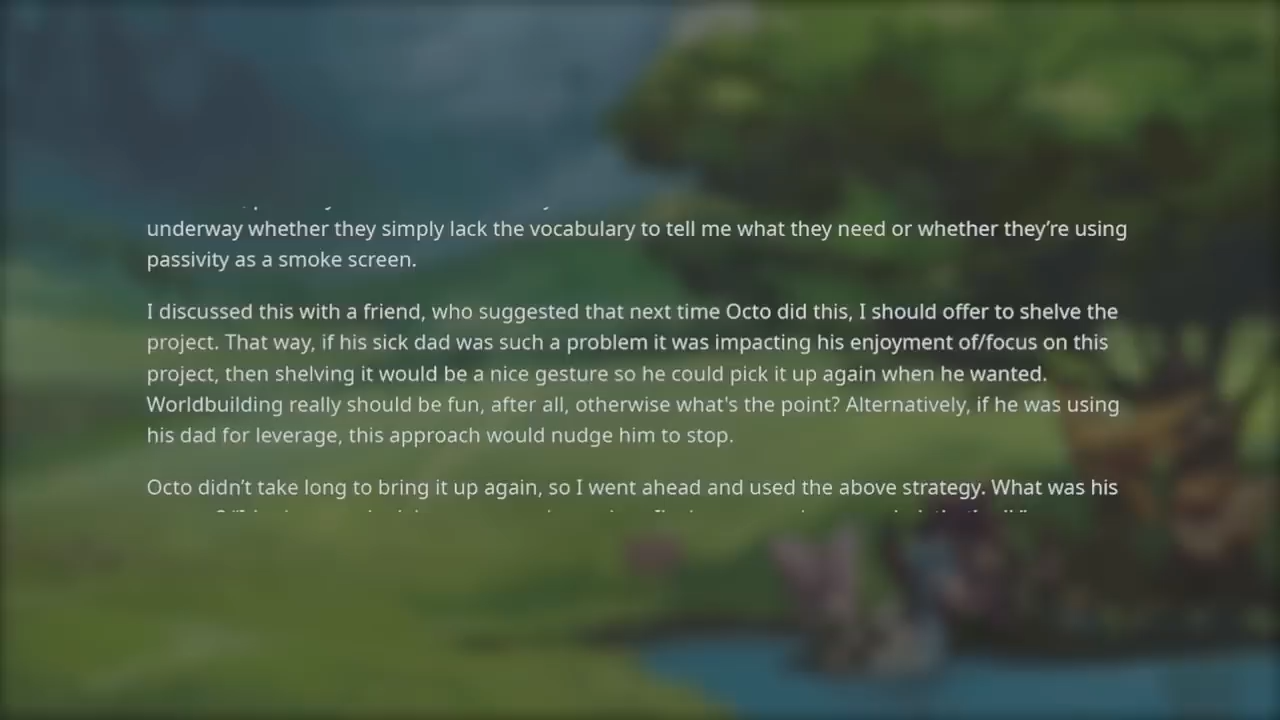 underway whether they simply lack the vocabulary to tell me what they need or whether they’re using
passivity as a smoke screen.
I discussed this with a friend, who suggested that next time Octo did this, I should offer to shelve the
project. That way, if his sick dad was such a problem it was impacting his enjoyment of/focus on this
project, then shelving it would be a nice gesture so he could pick it up again when he wanted.
Worldbuilding really should be fun, after all, otherwise what's the point? Alternatively, if he was using
his dad for leverage, this approach would nudge him to stop.
Octo didn’t take long to bring it up again, so I went ahead and used the above strategy. What was his